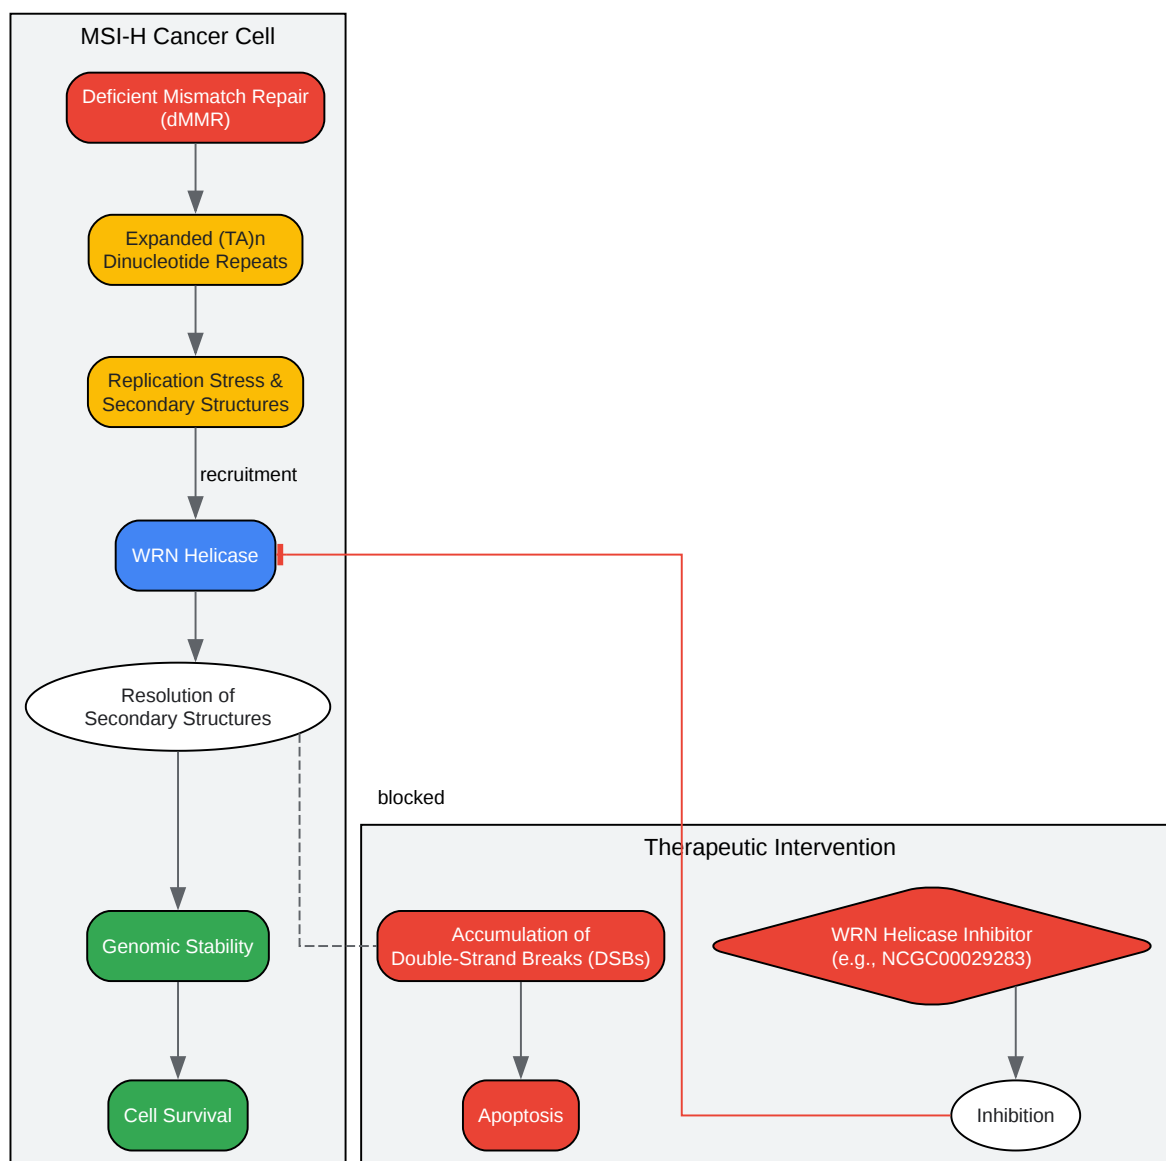 MSI-H Cancer Cell
Deficient Mismatch Repair
(dMMR)
Expanded (TA)n
Dinucleotide Repeats
Replication Stress &
Secondary Structures
recruitment
WRN Helicase
Resolution of
Secondary Structures
blocked
Genomic Stability
Cell Survival
Therapeutic Intervention
Accumulation of
Double-Strand Breaks (DSBs)
Apoptosis
WRN Helicase Inhibitor
(e.g., NCGC00029283)
Inhibition